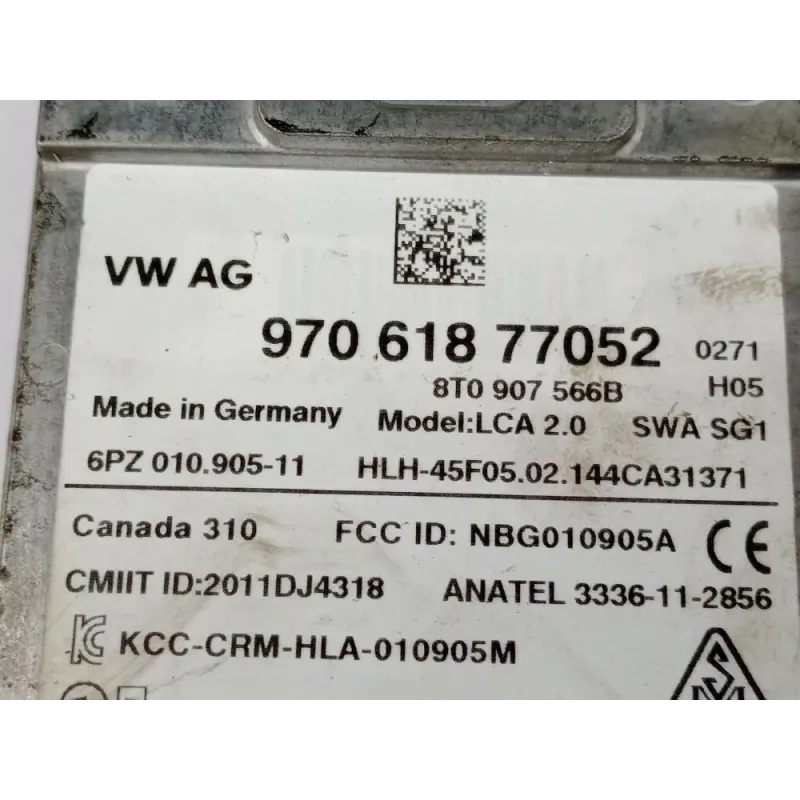 VW AG
970 618 77052 0271
8T0 907 566B H05
Made in Germany Model:LCA 2.0 SWA SG1
6PZ 010.905-11 HLH-45F05.02.144CA31371
Canada 310 FCC ID: NBG010905A CE
CMIIT ID:2011DJ4318 ANATEL 3336-11-2856
KC KCC-CRM-HLA-010905M